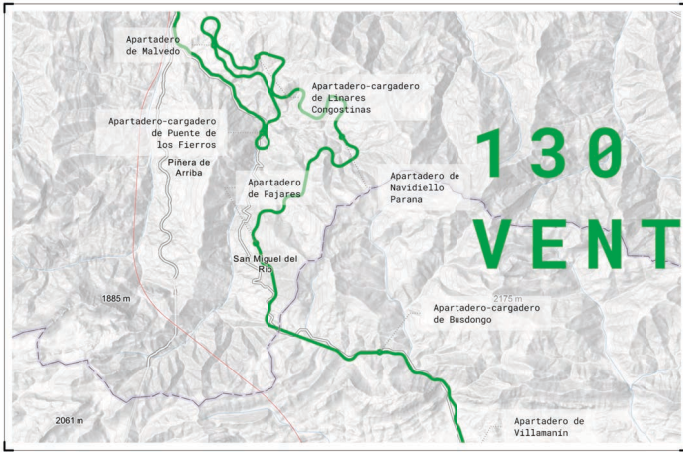 Apartadero
de Malvedo
Apartadero-cargadero
de Linares
Congostinas
Apartadero-cargadero
de Puente de
los Fierros
130
VENT
Piñera de
Arriba
Apartadero
de Pajares
Apartadero de
Navidiello
Parana
San Miguel del
Río
1885 m
2175 m
Apartadero-cargadero
de Busdongo
2061 m
Apartadero de
Villamanín